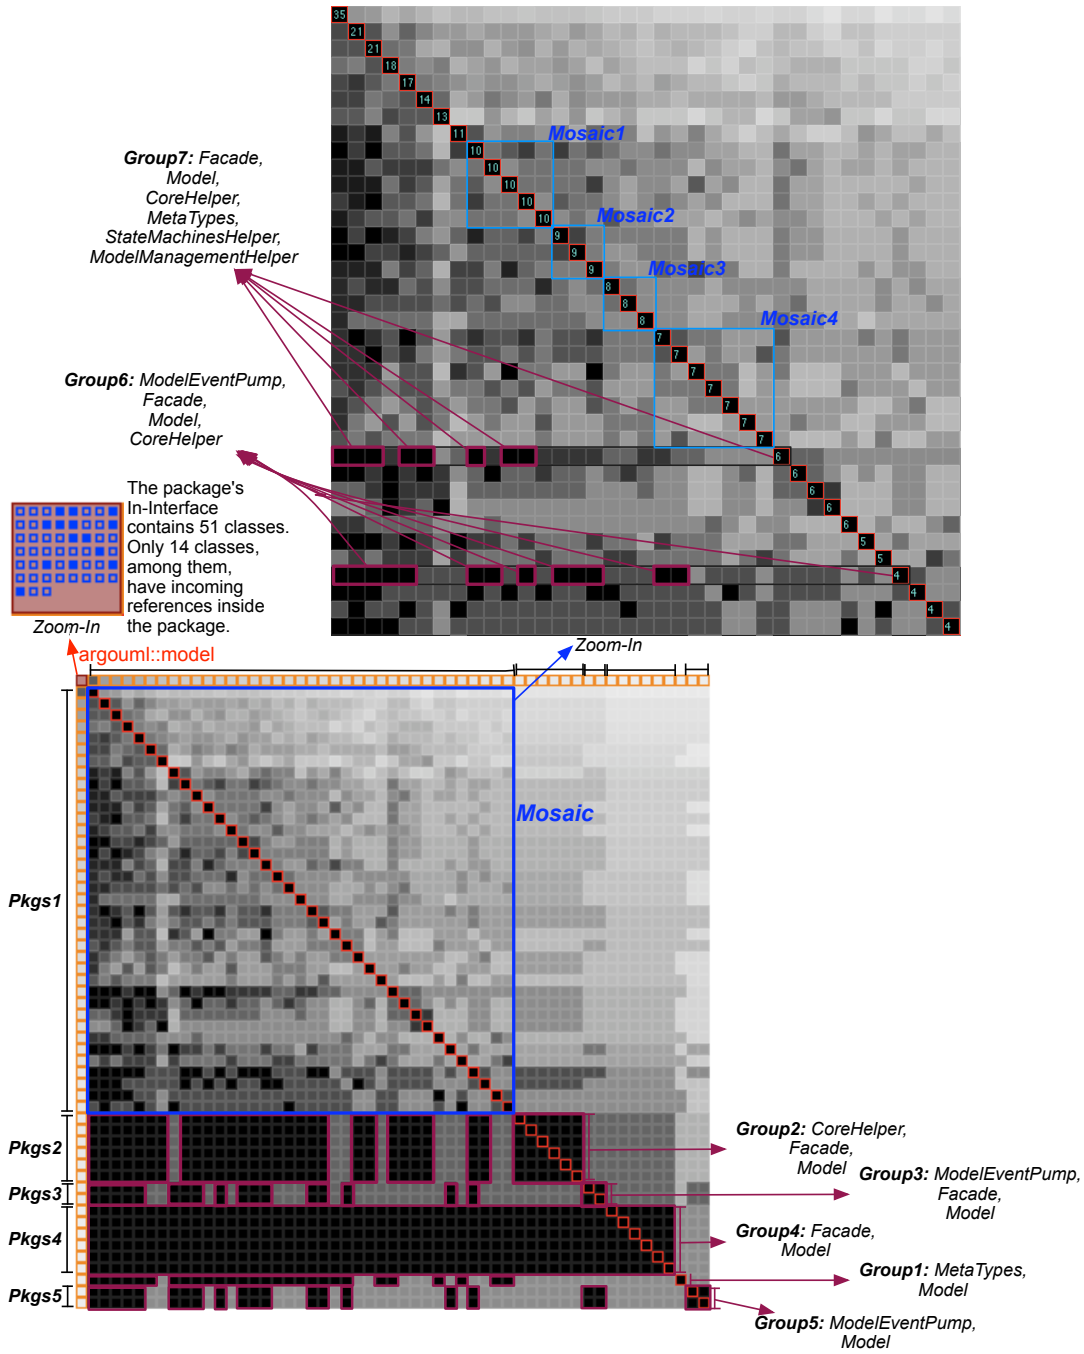 35
21
21
18
17
14
13
11
Mosaic1
10
10
10
10
10
Group7: Facade,
Model,
CoreHelper,
MetaTypes,
StateMachinesHelper,
ModelManagementHelper
Mosaic2
9
9
9
Mosaic3
8
8
8
Mosaic4
7
7
7
7
7
7
7
Group6: ModelEventPump,
Facade,
Model,
CoreHelper
6
6
6
6
6
5
5
4
4
4
4
The package's
In-Interface
contains 51 classes.
Only 14 classes,
among them,
have incoming
references inside
the package.
Zoom-In
Zoom-In
argouml::model
Mosaic
Pkgs1
Pkgs2
Group2: CoreHelper,
Facade,
Model
Pkgs3
Group3: ModelEventPump,
Facade,
Model
Pkgs4
Group4: Facade,
Model
Group1: MetaTypes,
Model
Pkgs5
Group5: ModelEventPump,
Model